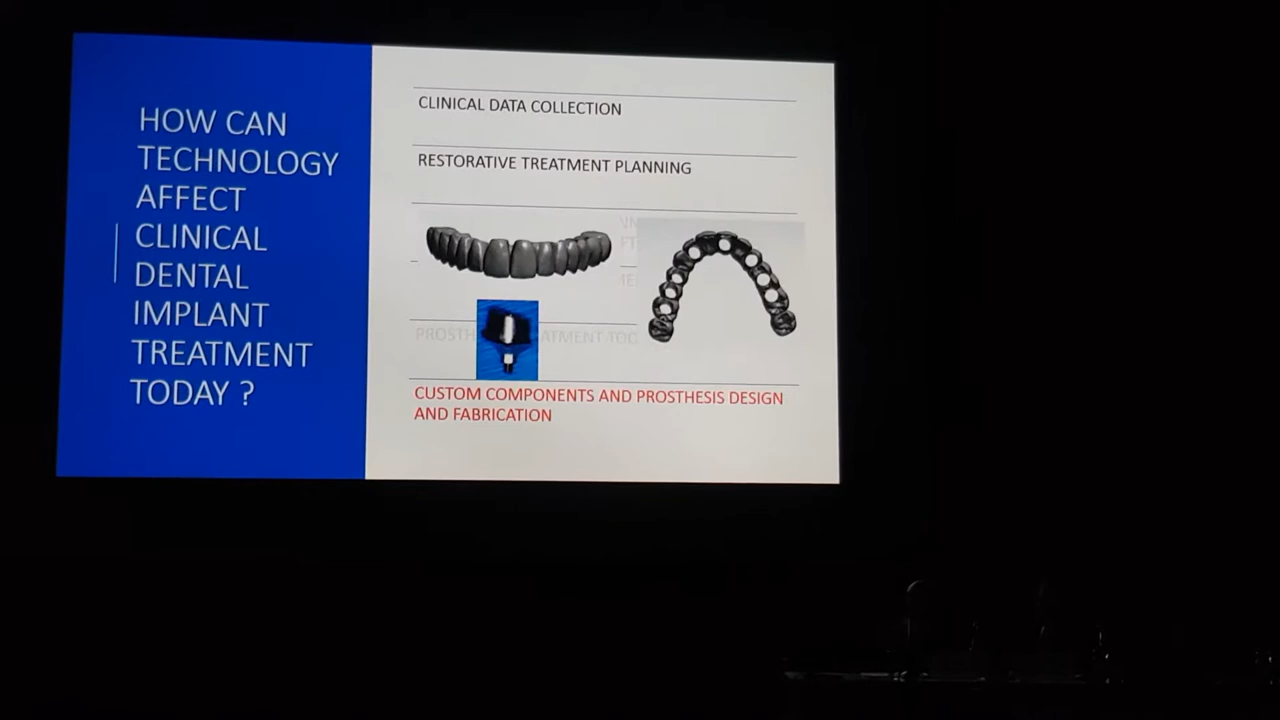 HOW CAN
TECHNOLOGY
AFFECT
CLINICAL
DENTAL
IMPLANT
TREATMENT
TODAY ?
CLINICAL DATA COLLECTION
RESTORATIVE TREATMENT PLANNING
CUSTOM COMPONENTS AND PROSTHESIS DESIGN
AND FABRICATION